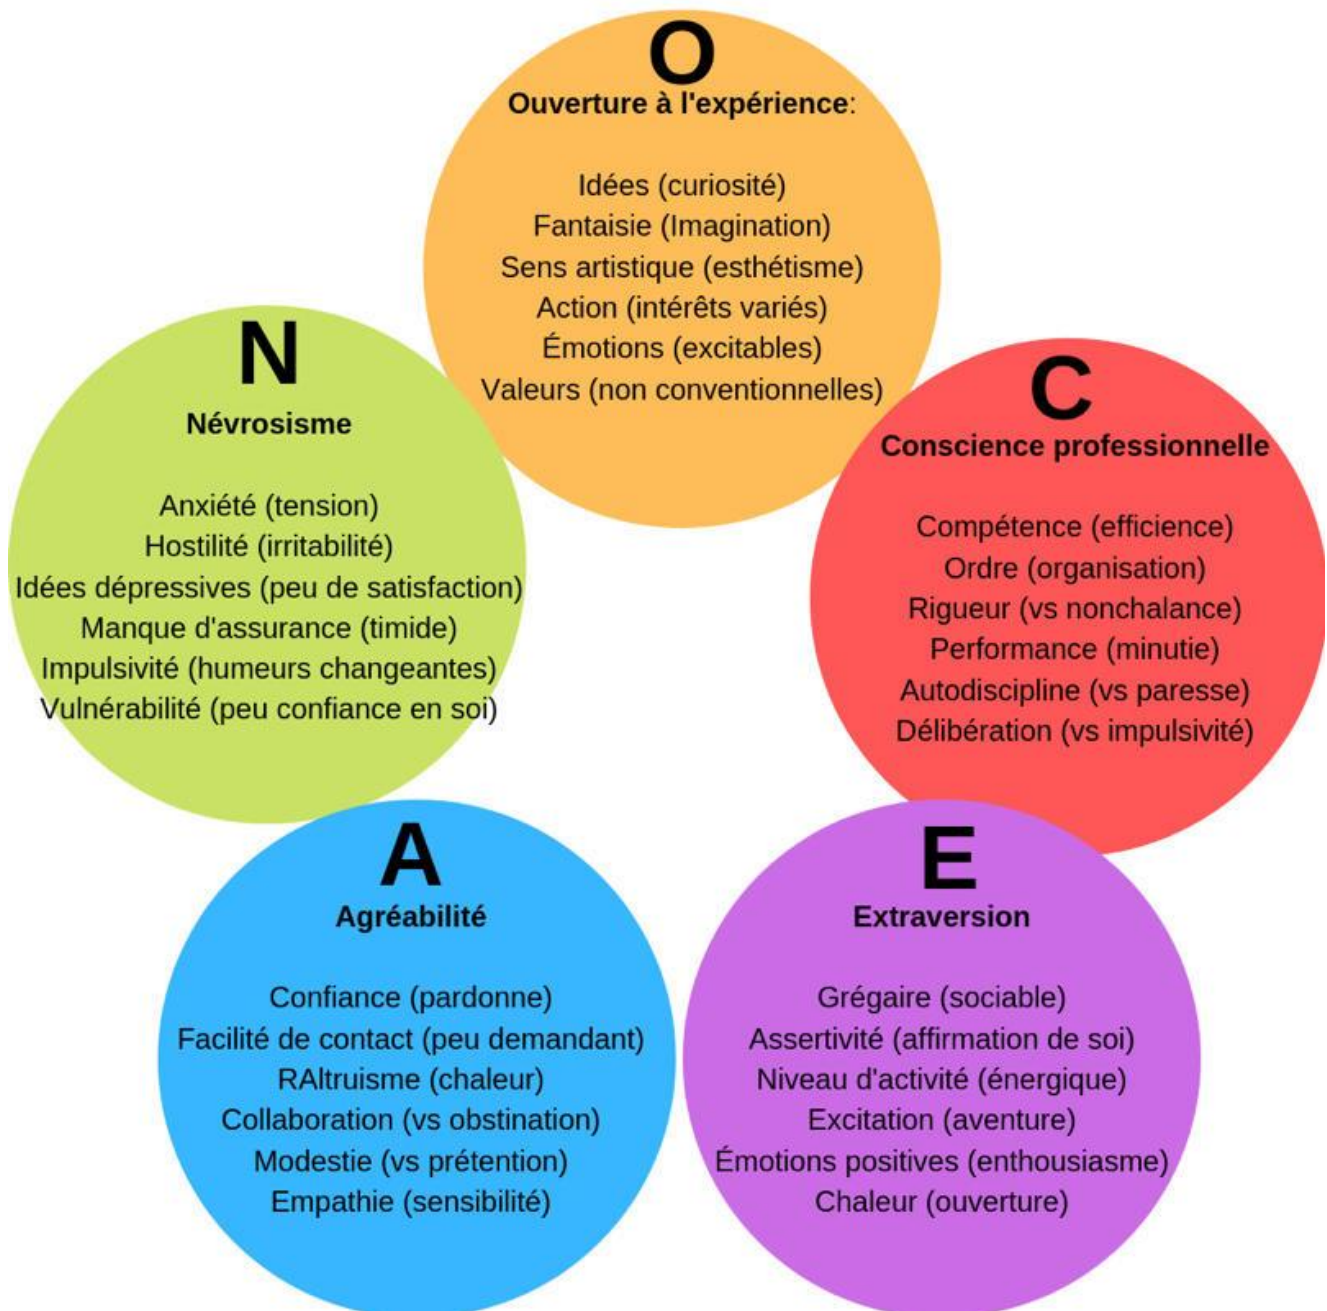 O
Ouverture à l'expérience:
Idées (curiosité)
Fantaisie (Imagination)
Sens artistique (esthétisme)
Action (intérêts variés)
Émotions (excitables)
Valeurs (non conventionnelles)
C
Conscience professionnelle
Compétence (efficience)
Ordre (organisation)
Rigueur (vs nonchalance)
Performance (minutie)
Autodiscipline (vs paresse)
Délibération (vs impulsivité)
E
Extraversion
Grégaire (sociable)
Assertivité (affirmation de soi)
Niveau d'activité (énergique)
Excitation (aventure)
Émotions positives (enthousiasme)
Chaleur (ouverture)
A
Agréabilité
Confiance (pardonne)
Facilité de contact (peu demandant)
RAltruisme (chaleur)
Collaboration (vs obstination)
Modestie (vs prétention)
Empathie (sensibilité)
N
Névrosisme
Anxiété (tension)
Hostilité (irritabilité)
Idées dépressives (peu de satisfaction)
Manque d'assurance (timide)
Impulsivité (humeurs changeantes)
Vulnérabilité (peu confiance en soi)